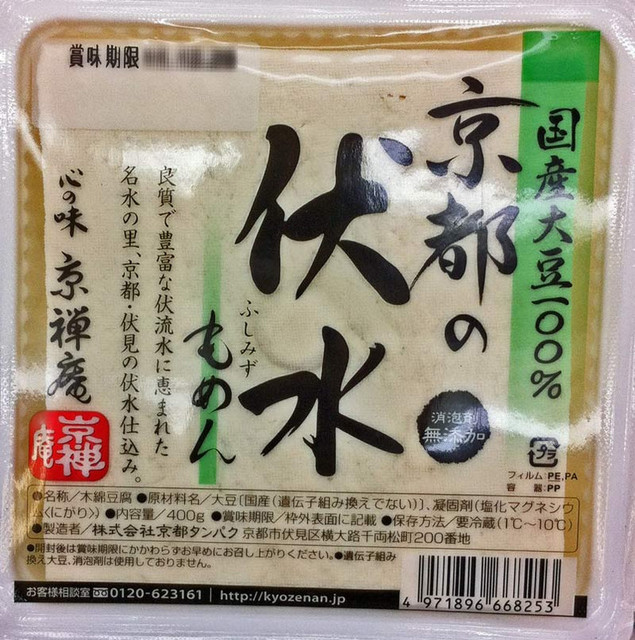 賞味期限
国産大豆一〇〇%
京都の
伏水
ふしみず
もめん
良質で豊富な伏流水に恵まれた
名水の里、京都・伏見の伏水仕込み。
心の味 京禅庵
京禅
庵
消泡剤
無添加
プラ
フィルム:PE,PA
容器:PP
●名称/木綿豆腐 ●原材料名/大豆[国産(遺伝子組み換えでない)]、凝固剤(塩化マグネシウ
ム〈にがり〉) ●内容量/400g ●賞味期限/枠外表面に記載 ●保存方法/要冷蔵(1℃~10℃)
●製造者/株式会社京都タンパク 京都市伏見区横大路千両松町200番地
●開封後は賞味期限にかかわらずお早めにお召し上がりください。●遺伝子組み
換え大豆、消泡剤は使用しておりません。
お客様相談室 0120-623161 | http://kyozenan.jp
4 971896 668253